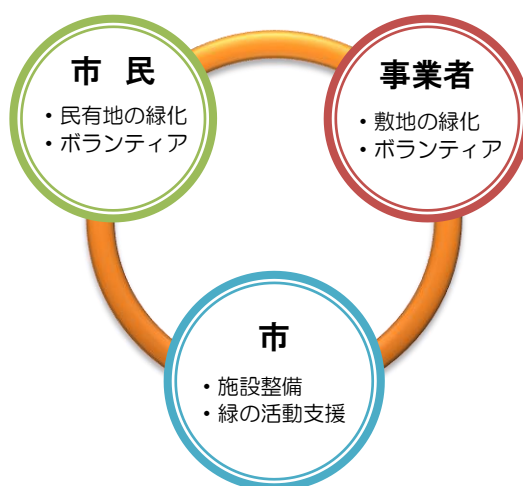 市 民
・民有地の緑化
・ボランティア
事業者
・敷地の緑化
・ボランティア
市
・施設整備
・緑の活動支援